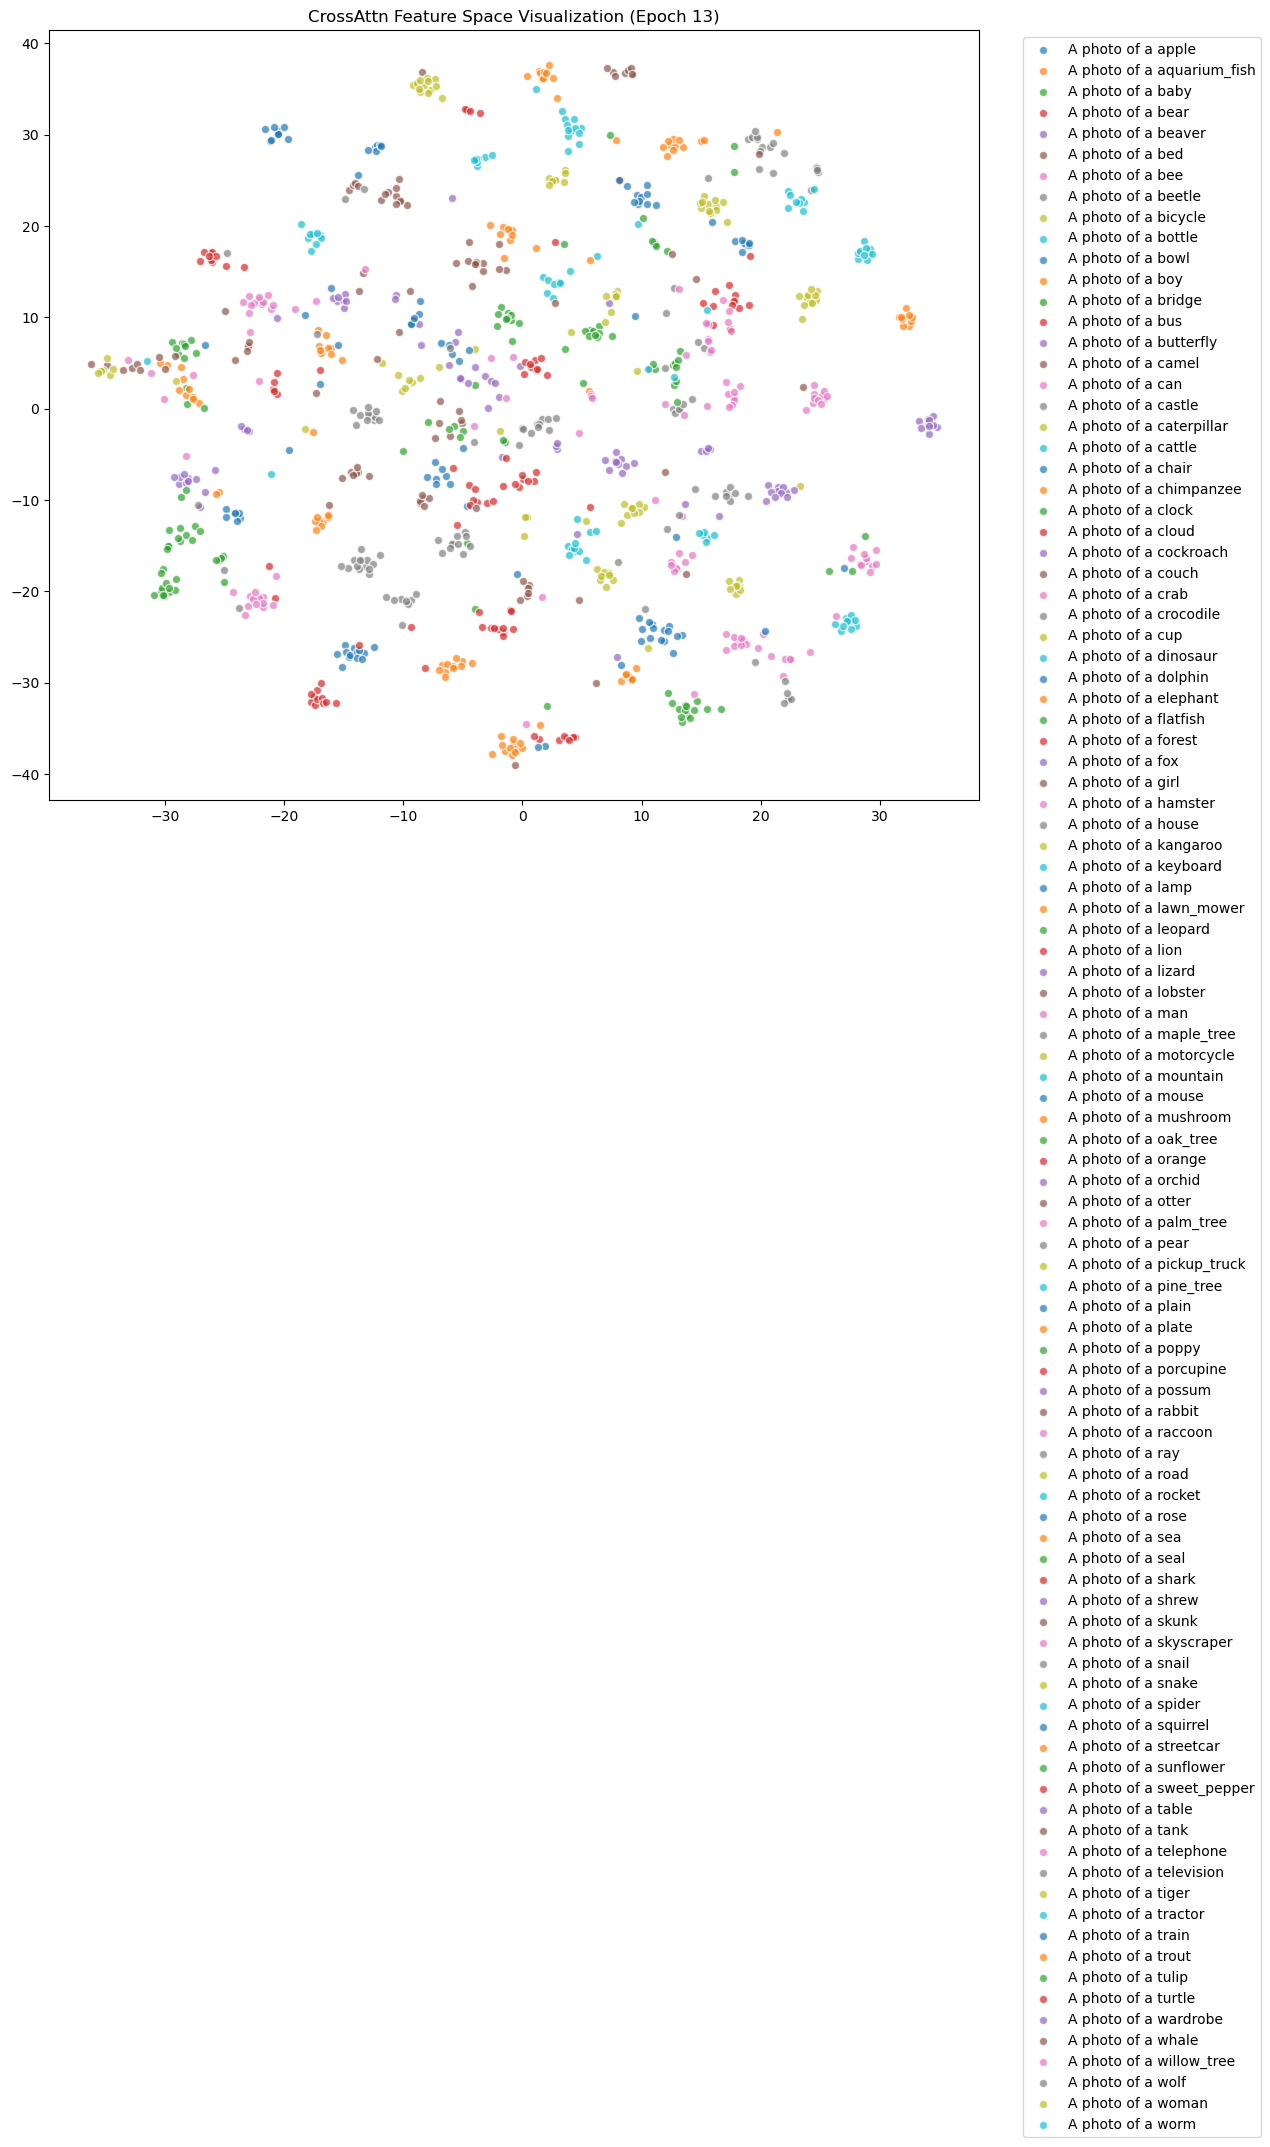 CrossAttn Feature Space Visualization (Epoch 13)
40
30
20
10
0
−10
−20
−30
−40
−30
−20
−10
0
10
20
30
A photo of a apple
A photo of a aquarium_fish
A photo of a baby
A photo of a bear
A photo of a beaver
A photo of a bed
A photo of a bee
A photo of a beetle
A photo of a bicycle
A photo of a bottle
A photo of a bowl
A photo of a boy
A photo of a bridge
A photo of a bus
A photo of a butterfly
A photo of a camel
A photo of a can
A photo of a castle
A photo of a caterpillar
A photo of a cattle
A photo of a chair
A photo of a chimpanzee
A photo of a clock
A photo of a cloud
A photo of a cockroach
A photo of a couch
A photo of a crab
A photo of a crocodile
A photo of a cup
A photo of a dinosaur
A photo of a dolphin
A photo of a elephant
A photo of a flatfish
A photo of a forest
A photo of a fox
A photo of a girl
A photo of a hamster
A photo of a house
A photo of a kangaroo
A photo of a keyboard
A photo of a lamp
A photo of a lawn_mower
A photo of a leopard
A photo of a lion
A photo of a lizard
A photo of a lobster
A photo of a man
A photo of a maple_tree
A photo of a motorcycle
A photo of a mountain
A photo of a mouse
A photo of a mushroom
A photo of a oak_tree
A photo of a orange
A photo of a orchid
A photo of a otter
A photo of a palm_tree
A photo of a pear
A photo of a pickup_truck
A photo of a pine_tree
A photo of a plain
A photo of a plate
A photo of a poppy
A photo of a porcupine
A photo of a possum
A photo of a rabbit
A photo of a raccoon
A photo of a ray
A photo of a road
A photo of a rocket
A photo of a rose
A photo of a sea
A photo of a seal
A photo of a shark
A photo of a shrew
A photo of a skunk
A photo of a skyscraper
A photo of a snail
A photo of a snake
A photo of a spider
A photo of a squirrel
A photo of a streetcar
A photo of a sunflower
A photo of a sweet_pepper
A photo of a table
A photo of a tank
A photo of a telephone
A photo of a television
A photo of a tiger
A photo of a tractor
A photo of a train
A photo of a trout
A photo of a tulip
A photo of a turtle
A photo of a wardrobe
A photo of a whale
A photo of a willow_tree
A photo of a wolf
A photo of a woman
A photo of a worm